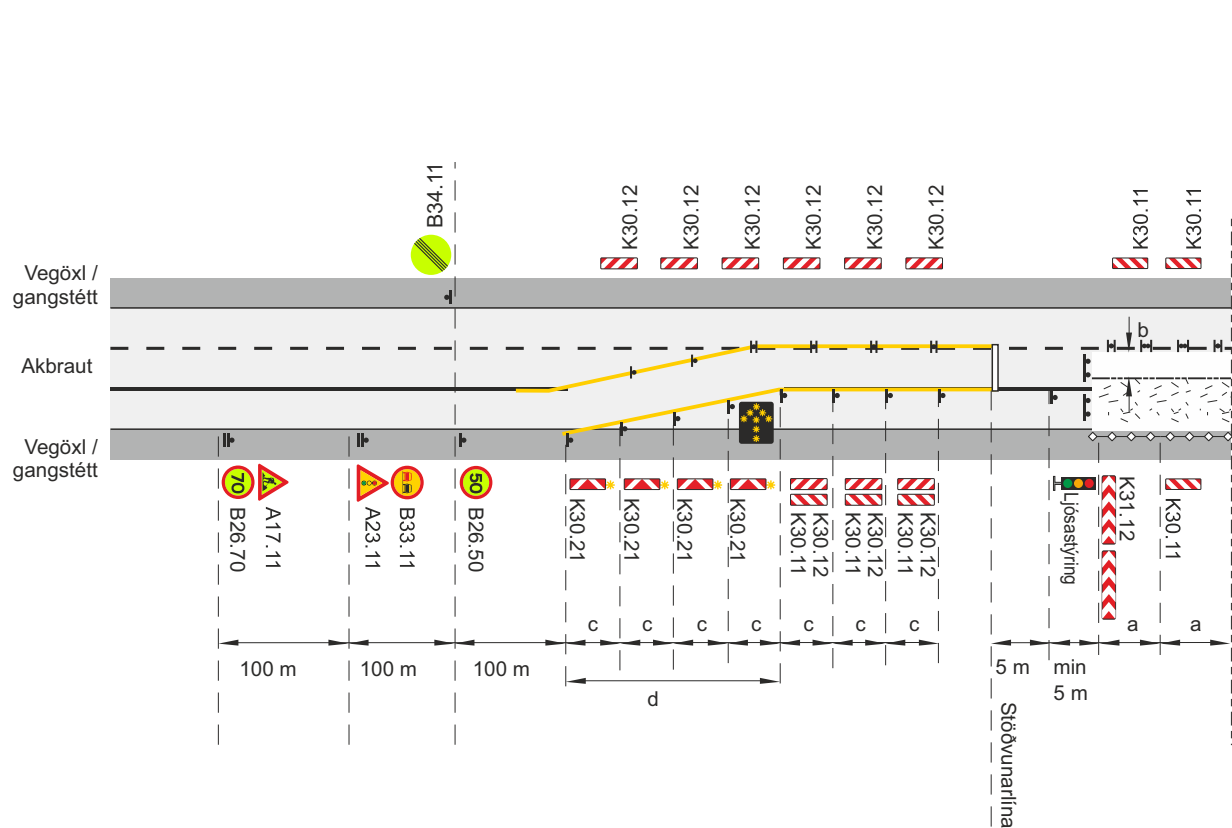 B34.11
K30.12
K30.12
K30.12
K30.12
K30.12
K30.12
K30.11
K30.11
Vegöxl /
gangstétt
Akbraut
b
Vegöxl /
gangstétt
70
50
B26.70
A17.11
A23.11
B33.11
B26.50
K30.21
K30.21
K30.21
K30.21
K30.12
K30.11
K30.12
K30.11
K30.12
K30.11
Ljósastýring
K31.12
K30.11
c
c
c
c
c
c
c
a
a
100 m
100 m
100 m
5 m
min
5 m
d
Stöðvunarlína